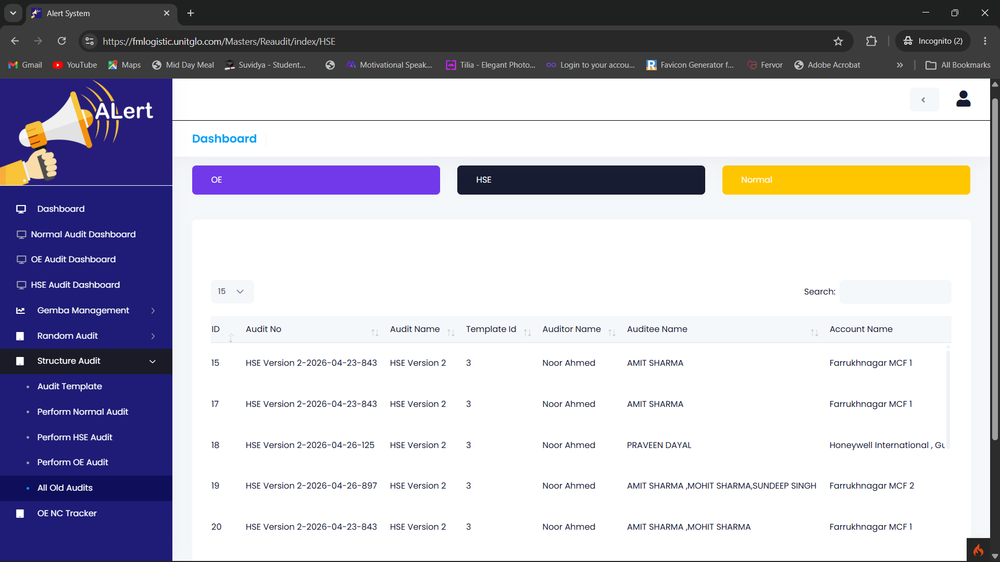 Alert System
https://fmlogistic.unitglo.com/Masters/Reaudit/index/HSE
Incognito (2)
Gmail
YouTube
Maps
Mid Day Meal
Suvidya - Student...
Motivational Speak...
Tilia - Elegant Photo...
Login to your accou...
Favicon Generator f...
Fervor
Adobe Acrobat
All Bookmarks
ALert
Dashboard
Normal Audit Dashboard
OE Audit Dashboard
HSE Audit Dashboard
Gemba Management
Random Audit
Structure Audit
Audit Template
Perform Normal Audit
Perform HSE Audit
Perform OE Audit
All Old Audits
OE NC Tracker
Dashboard
OE
HSE
Normal
15
Search:
ID Audit No Audit Name Template Id Auditor Name Auditee Name Account Name
15 HSE Version 2-2026-04-23-843 HSE Version 2 3 Noor Ahmed AMIT SHARMA Farrukhnagar MCF 1
17 HSE Version 2-2026-04-23-843 HSE Version 2 3 Noor Ahmed AMIT SHARMA Farrukhnagar MCF 1
18 HSE Version 2-2026-04-26-125 HSE Version 2 3 Noor Ahmed PRAVEEN DAYAL Honeywell International , Gu
19 HSE Version 2-2026-04-26-897 HSE Version 2 3 Noor Ahmed AMIT SHARMA ,MOHIT SHARMA,SUNDEEP SINGH Farrukhnagar MCF 2
20 HSE Version 2-2026-04-23-843 HSE Version 2 3 Noor Ahmed AMIT SHARMA ,MOHIT SHARMA Farrukhnagar MCF 1